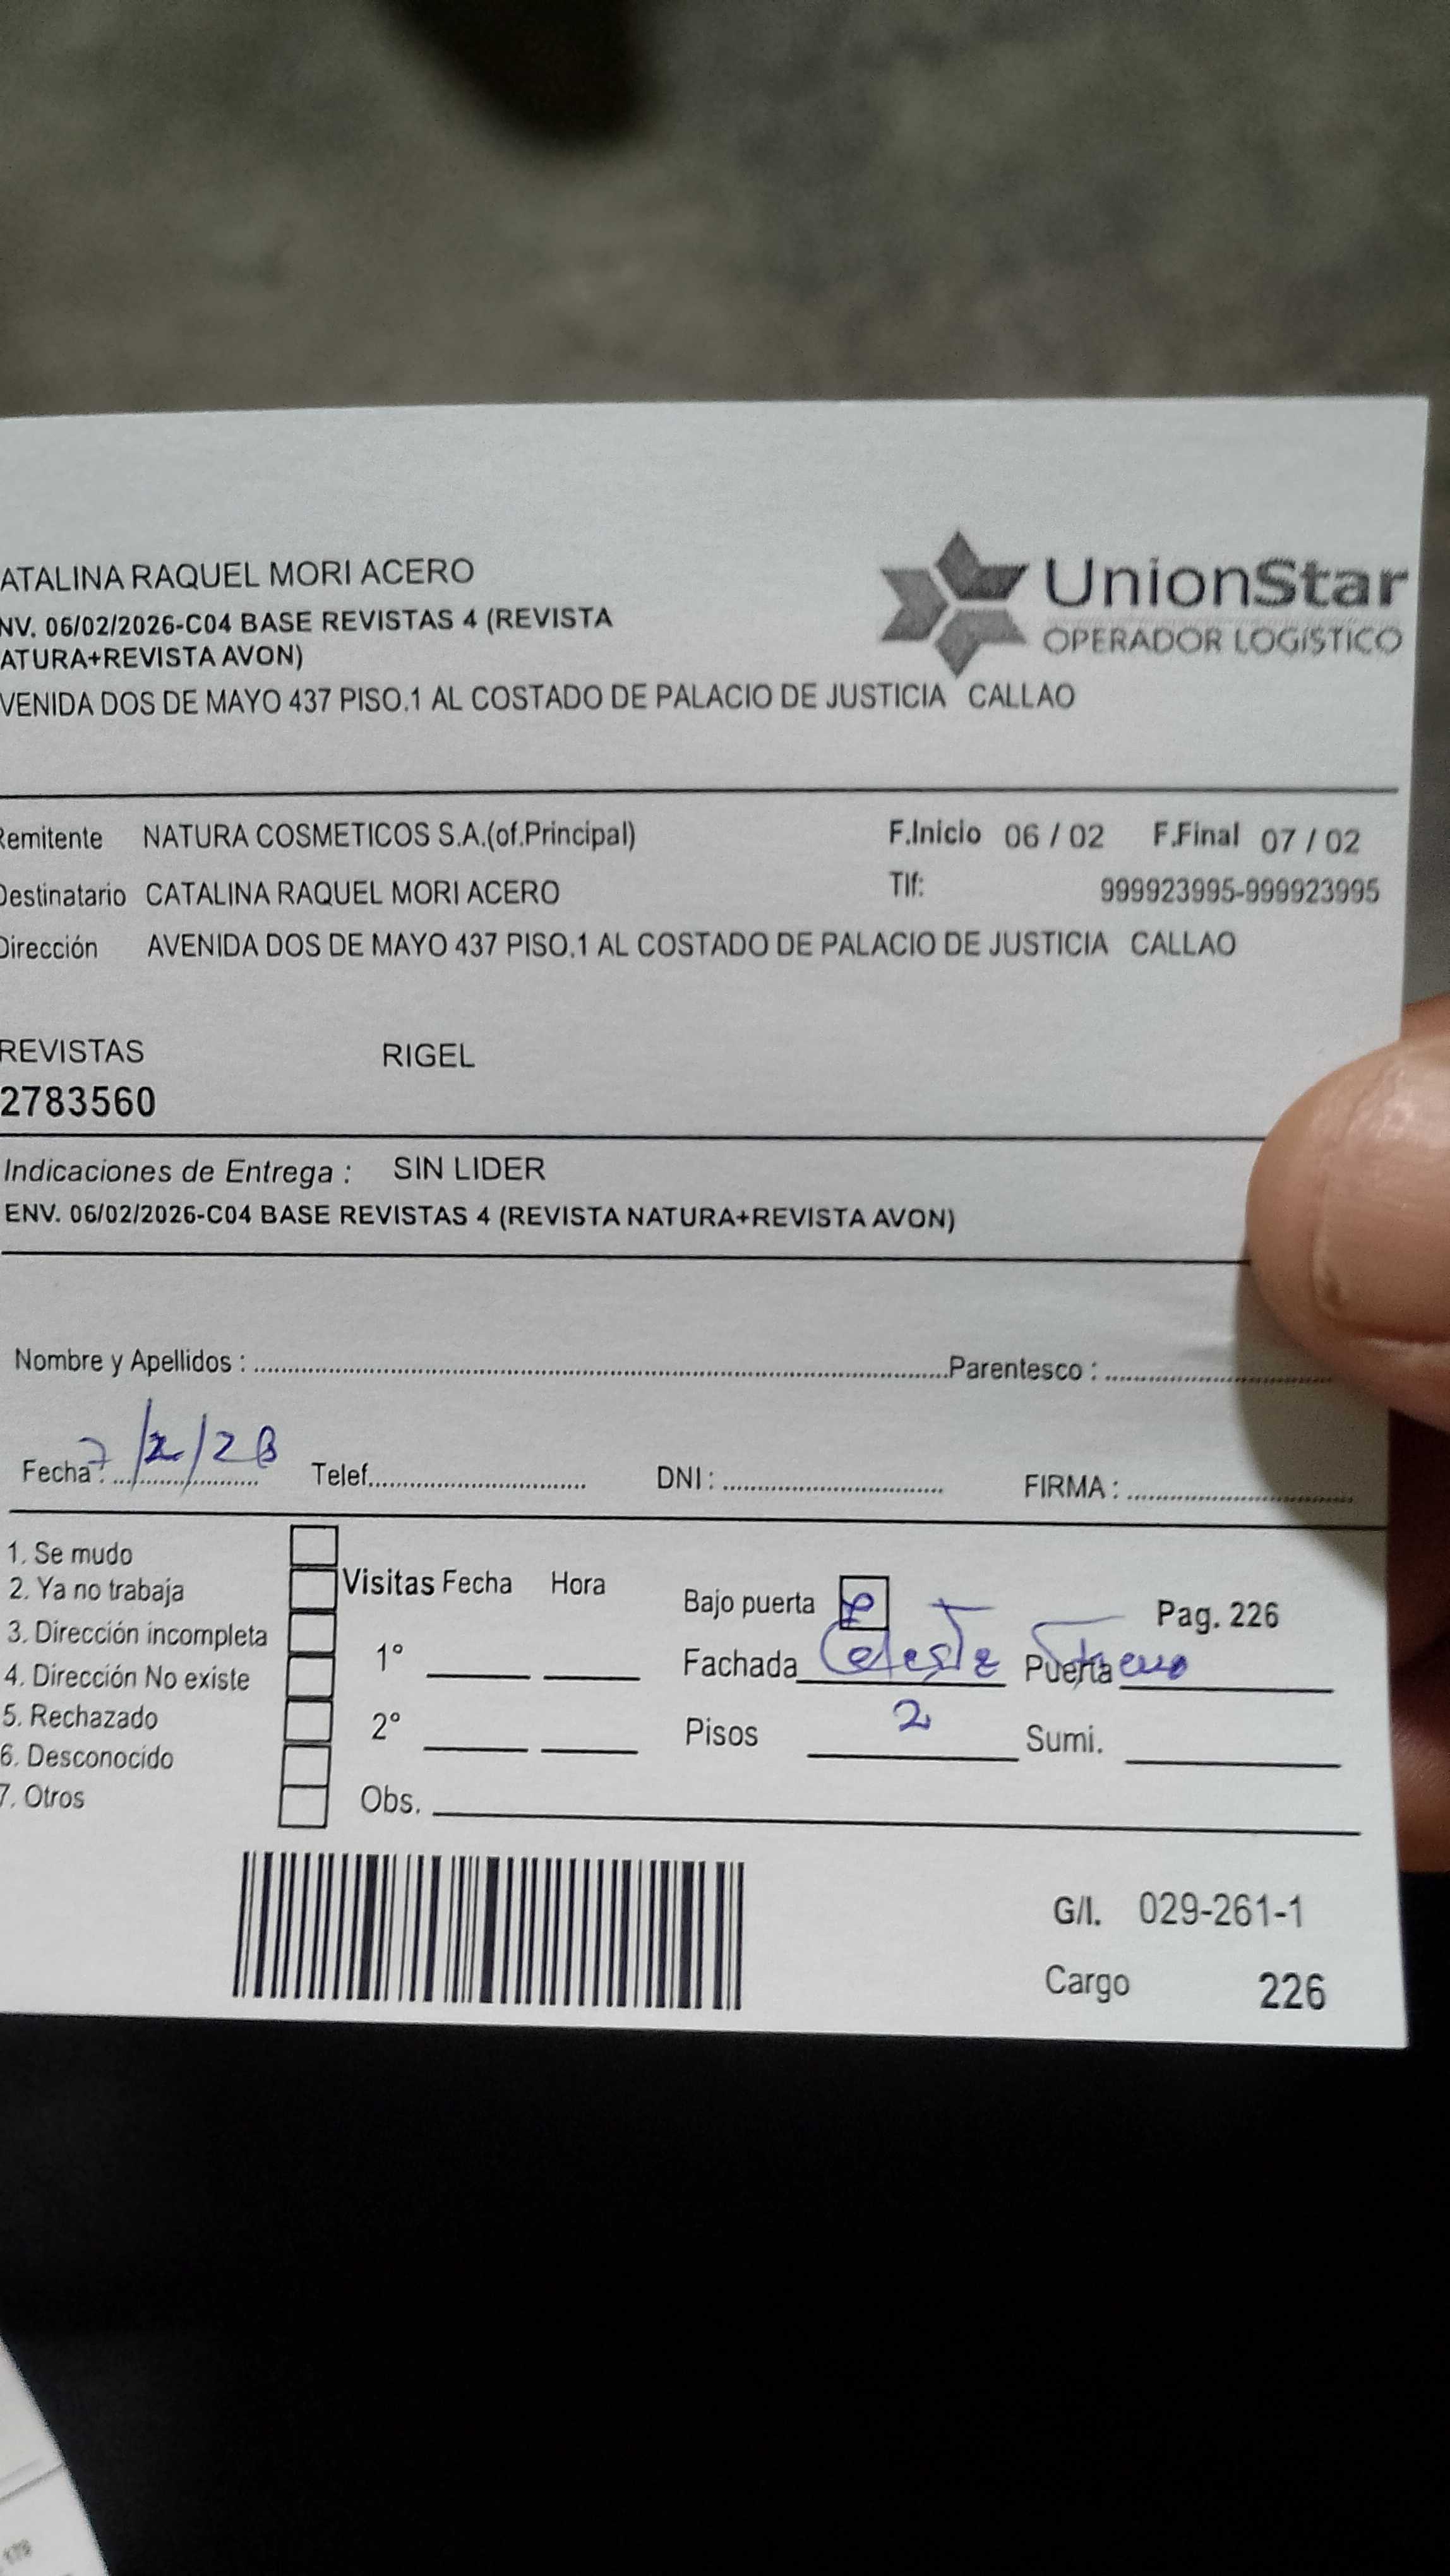 ATALINA RAQUEL MORI ACERO
NV. 06/02/2026-C04 BASE REVISTAS 4 (REVISTA
ATURA+REVISTA AVON)
VENIDA DOS DE MAYO 437 PISO.1 AL COSTADO DE PALACIO DE JUSTICIA CALLAO
UnionStar
OPERADOR LOGÍSTICO
Remitente NATURA COSMETICOS S.A.(of.Principal) F.Inicio 06 / 02 F.Final 07 / 02
Destinatario CATALINA RAQUEL MORI ACERO Tlf: 999923995-999923995
Dirección AVENIDA DOS DE MAYO 437 PISO.1 AL COSTADO DE PALACIO DE JUSTICIA CALLAO
REVISTAS RIGEL
2783560
Indicaciones de Entrega : SIN LIDER
ENV. 06/02/2026-C04 BASE REVISTAS 4 (REVISTA NATURA+REVISTA AVON)
Nombre y Apellidos : Parentesco :
Fecha : 7/2/26 Telef. DNI : FIRMA :
1. Se mudo
2. Ya no trabaja
3. Dirección incompleta
4. Dirección No existe
5. Rechazado
6. Desconocido
7. Otros
Visitas Fecha Hora
1°
2°
Obs.
Bajo puerta Pag. 226
Fachada Celeste Puerta
Pisos 2 Sumi.
G/I. 029-261-1
Cargo 226